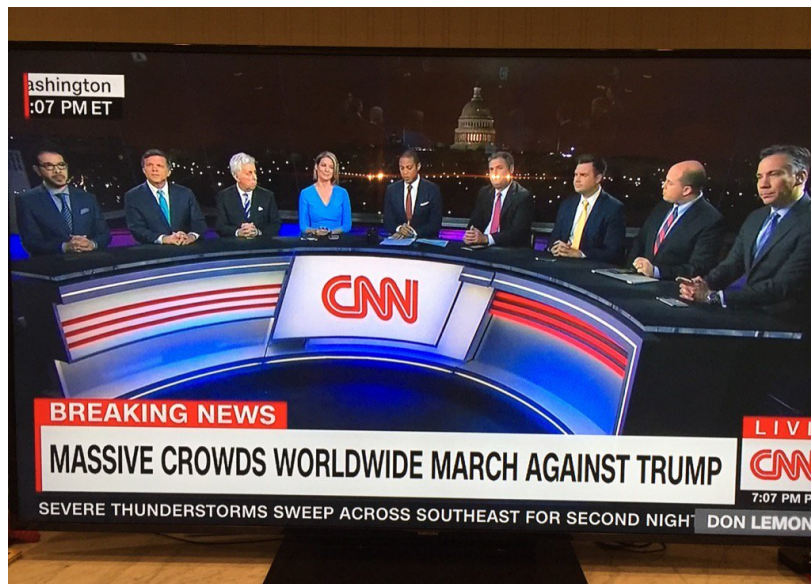 ashington
:07 PM ET
CNN
BREAKING NEWS
MASSIVE CROWDS WORLDWIDE MARCH AGAINST TRUMP
LIVE
CNN
7:07 PM P
SEVERE THUNDERSTORMS SWEEP ACROSS SOUTHEAST FOR SECOND NIGH
DON LEMON